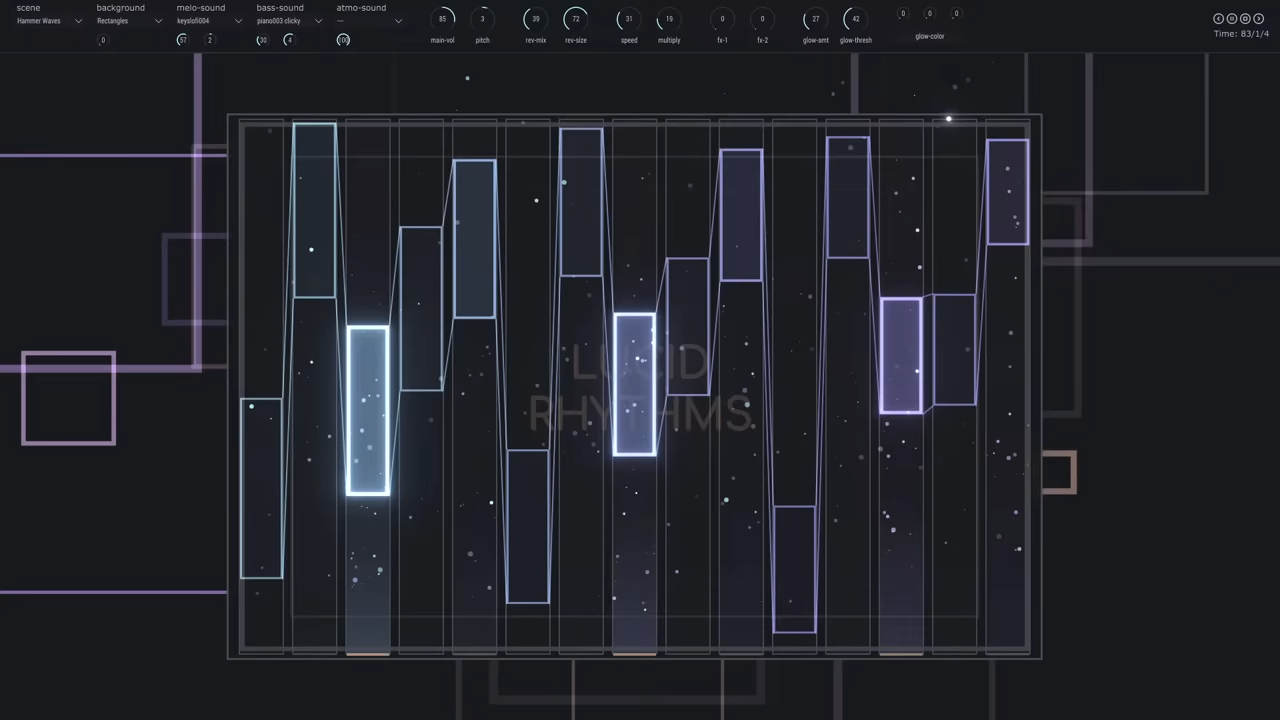 scene background melo-sound bass-sound atmo-sound
Hammer Waves Rectangles keyslofi004 piano003 clicky ---
0 57 2 30 4 100
85 3 39 72 31 19 0 0 27 42 0 0 0
main-vol pitch rev-mix rev-size speed multiply fx-1 fx-2 glow-amt glow-thresh glow-color
Time: 83/1/4
LUCID
RHYTHMS